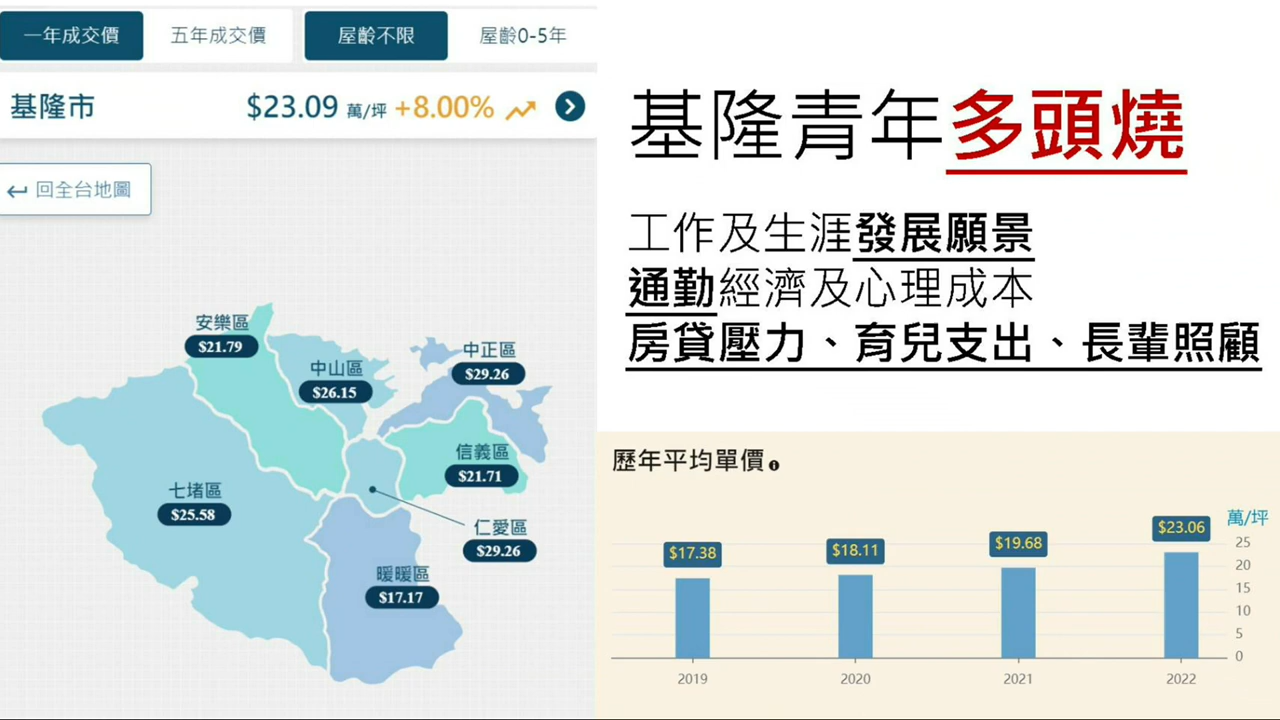 一年成交價 五年成交價 屋齡不限 屋齡0-5年
基隆市 $23.09 萬/坪 +8.00%
回全台地圖
安樂區
$21.79
中山區
$26.15
中正區
$29.26
信義區
$21.71
七堵區
$25.58
仁愛區
$29.26
暖暖區
$17.17
基隆青年多頭燒
工作及生涯發展願景
通勤經濟及心理成本
房貸壓力、育兒支出、長輩照顧
歷年平均單價
萬/坪
$17.38 $18.11 $19.68 $23.06
25
20
15
10
5
0
2019 2020 2021 2022